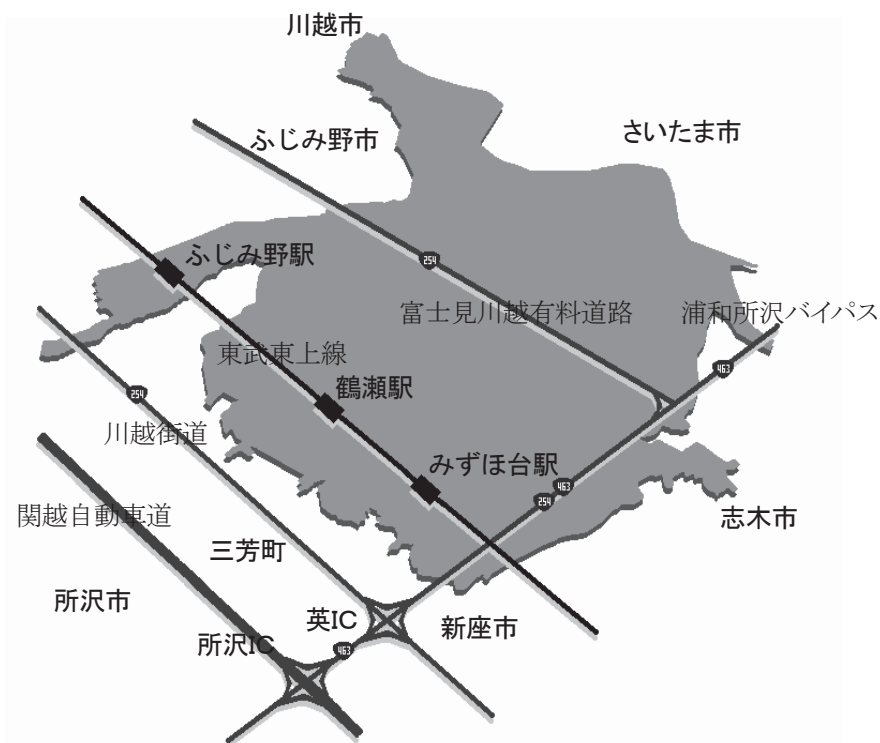 川越市
ふじみ野市
さいたま市
ふじみ野駅
254
富士見川越有料道路
浦和所沢バイパス
東武東上線
鶴瀬駅
463
254
川越街道
みずほ台駅
463
254
関越自動車道
三芳町
志木市
所沢市
英IC
新座市
所沢IC
463